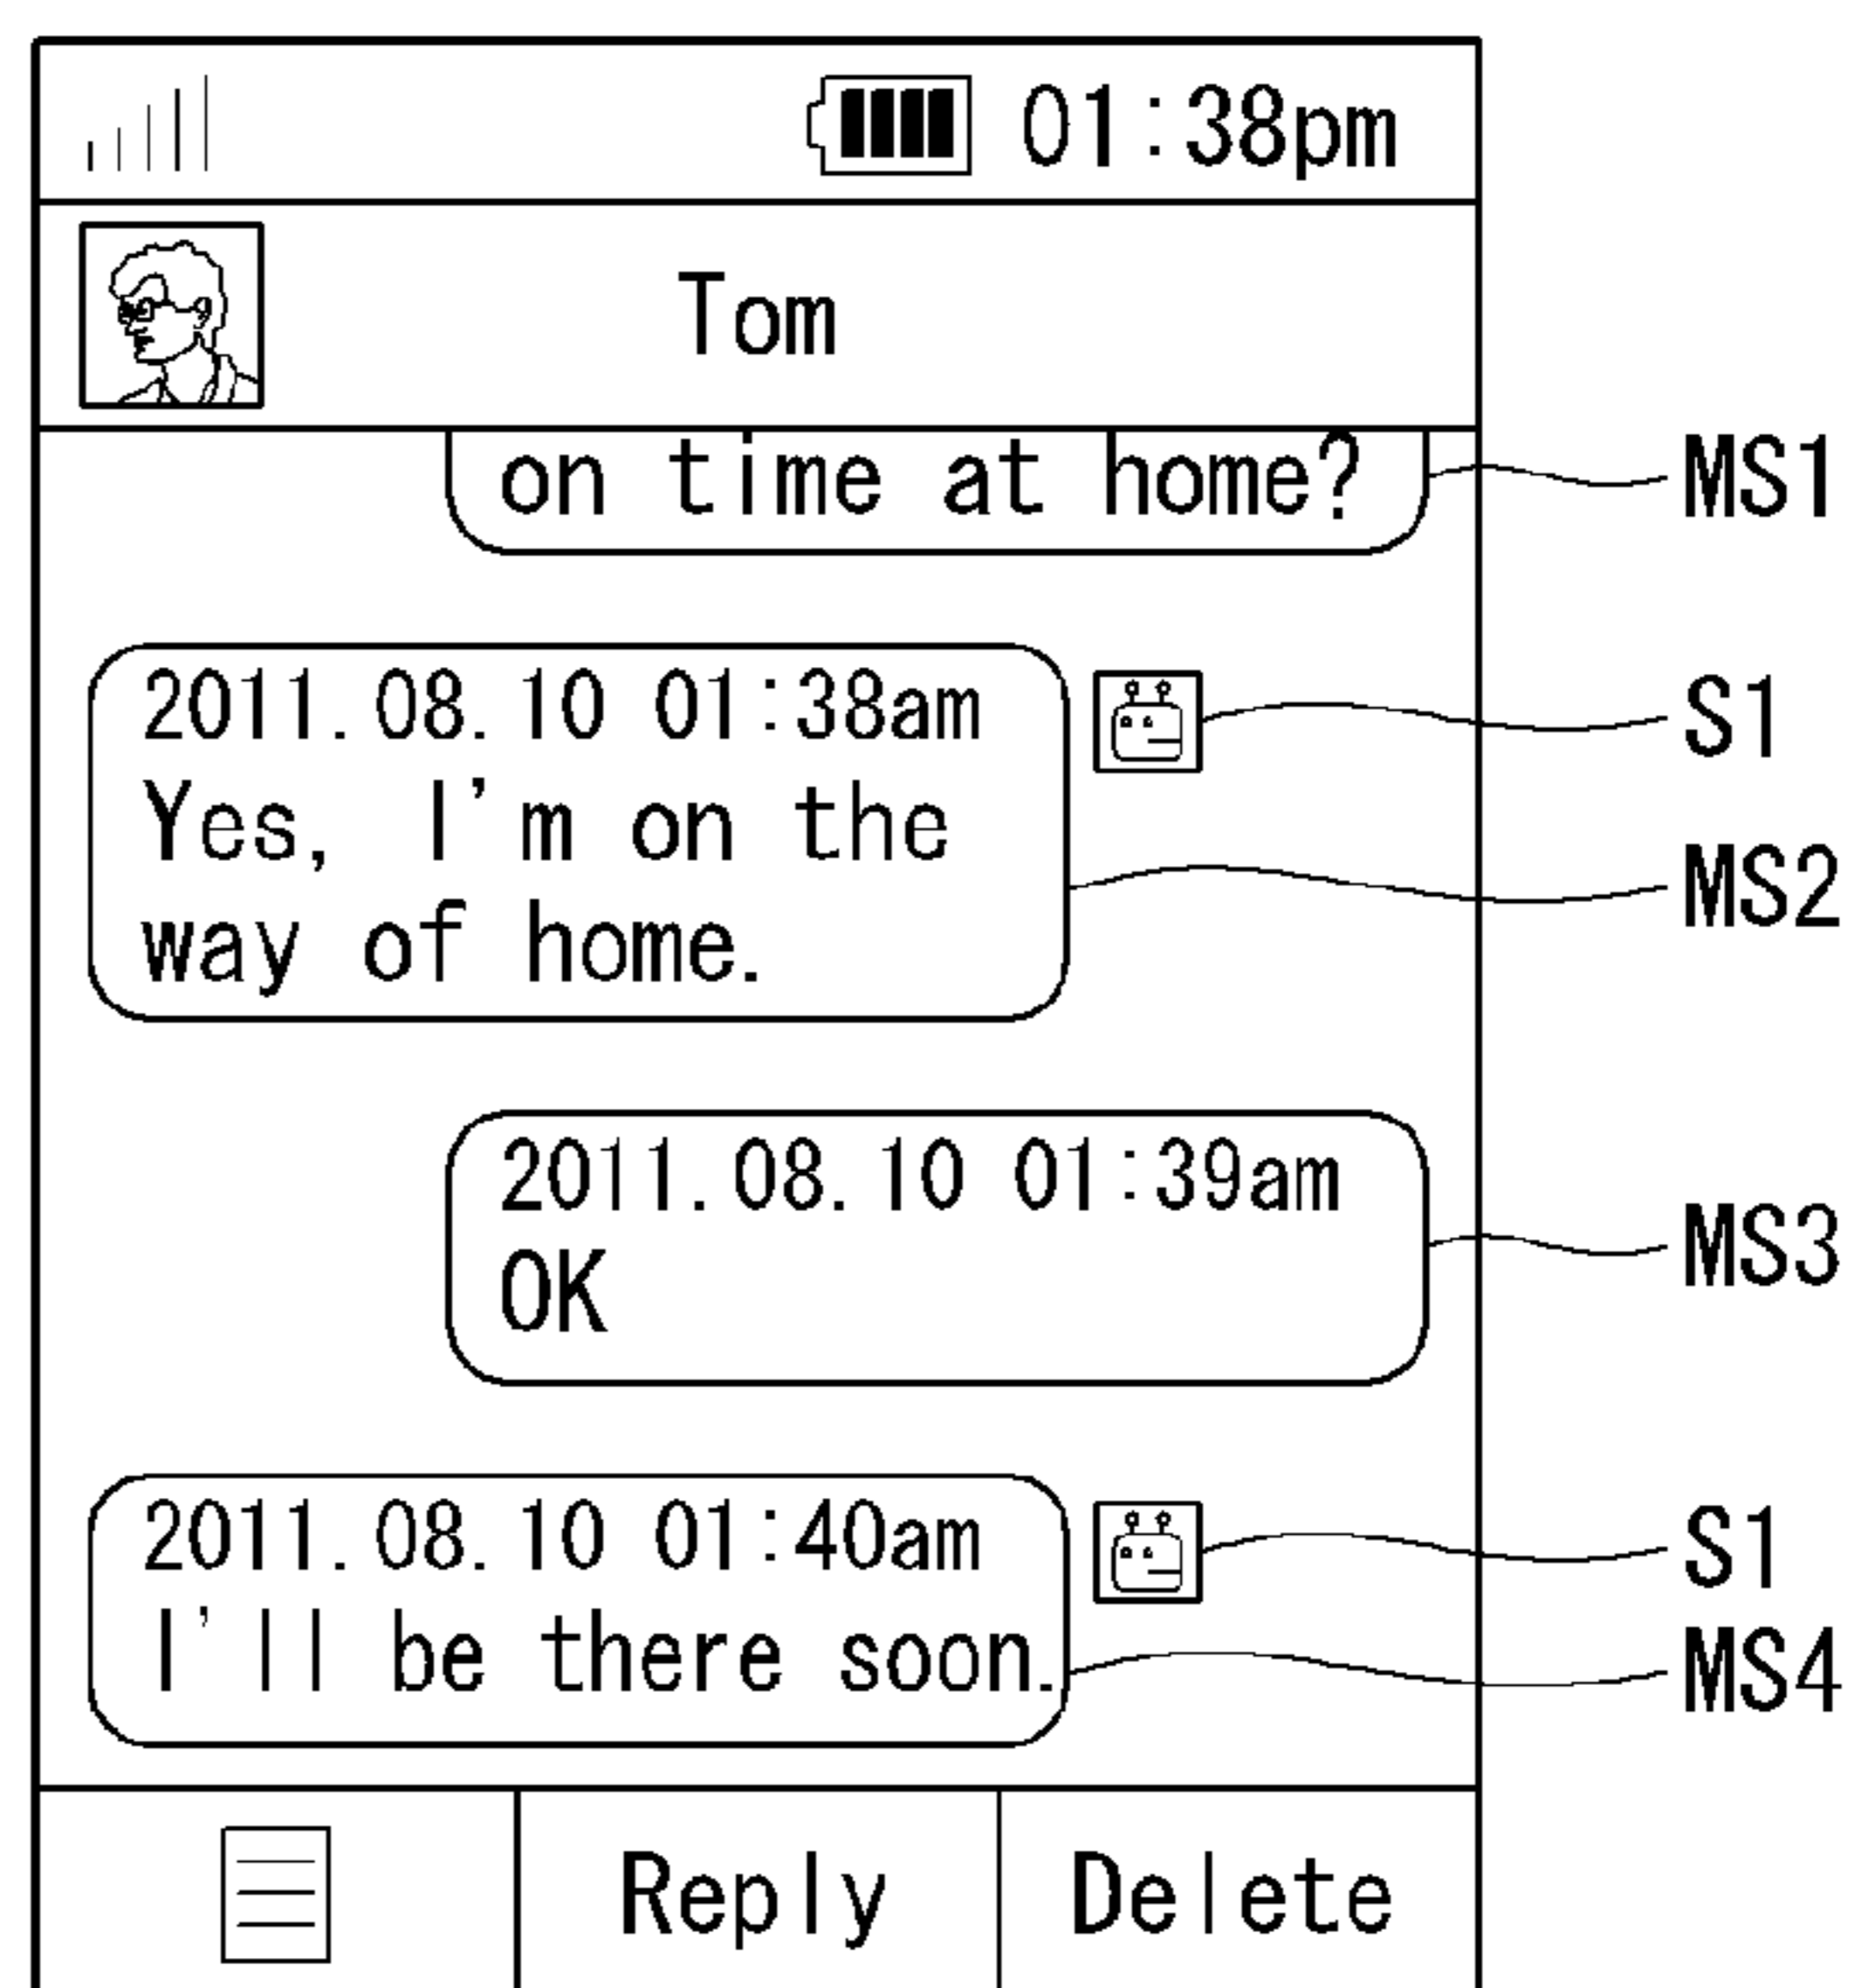 01:38pm
Tom
on time at home?
MS1
2011.08.10 01:38am
S1
Yes, I'm on the
MS2
way of home.
2011.08.10 01:39am
MS3
OK
2011.08.10 01:40am
S1
I'll be there soon.
MS4
Reply
Delete